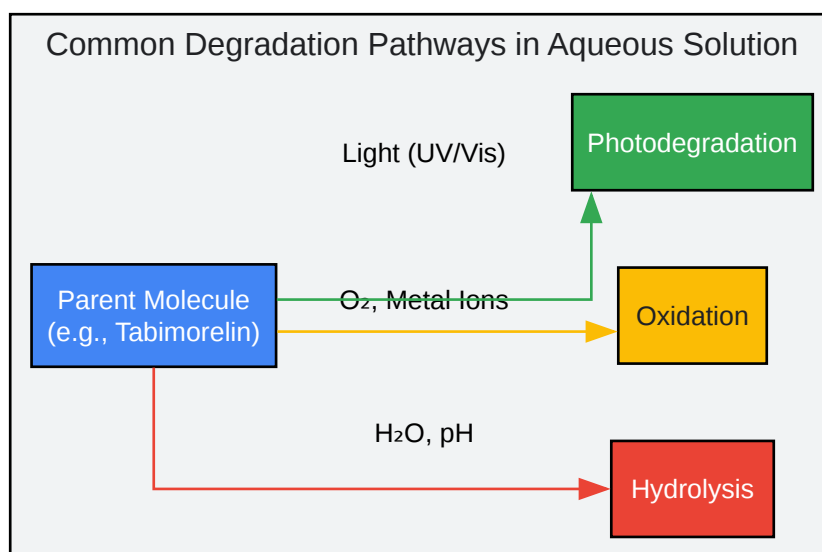 Common Degradation Pathways in Aqueous Solution
Photodegradation
Light (UV/Vis)
Parent Molecule
(e.g., Tabimorelin)
O₂, Metal Ions
Oxidation
H₂O, pH
Hydrolysis